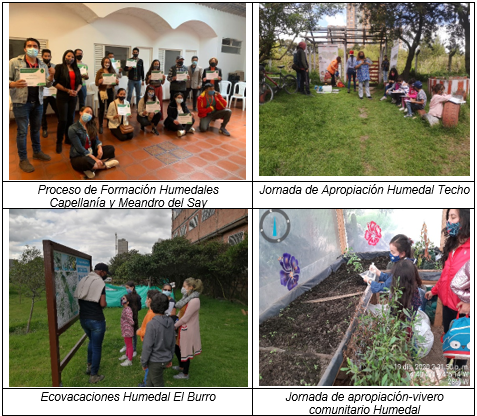 Proceso de Formación Humedales
Capellanía y Meandro del Say
Jornada de Apropiación Humedal Techo
Ecovacaciones Humedal El Burro
Jornada de apropiación-vivero
comunitario Humedal